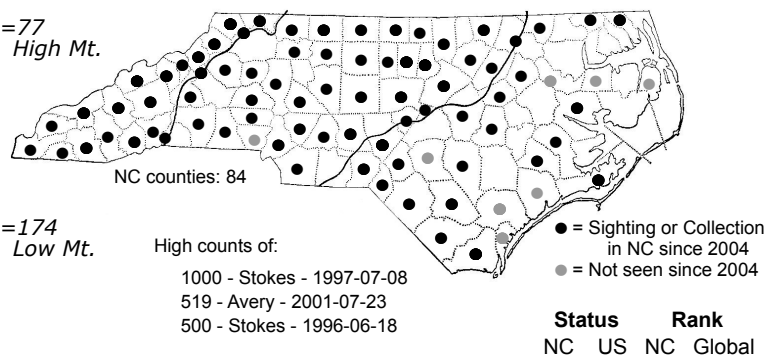 =77
High Mt.
NC counties: 84
=174
Low Mt.
High counts of:
1000 - Stokes - 1997-07-08
519 - Avery - 2001-07-23
500 - Stokes - 1996-06-18
= Sighting or Collection
in NC since 2004
= Not seen since 2004
Status Rank
NC US NC Global